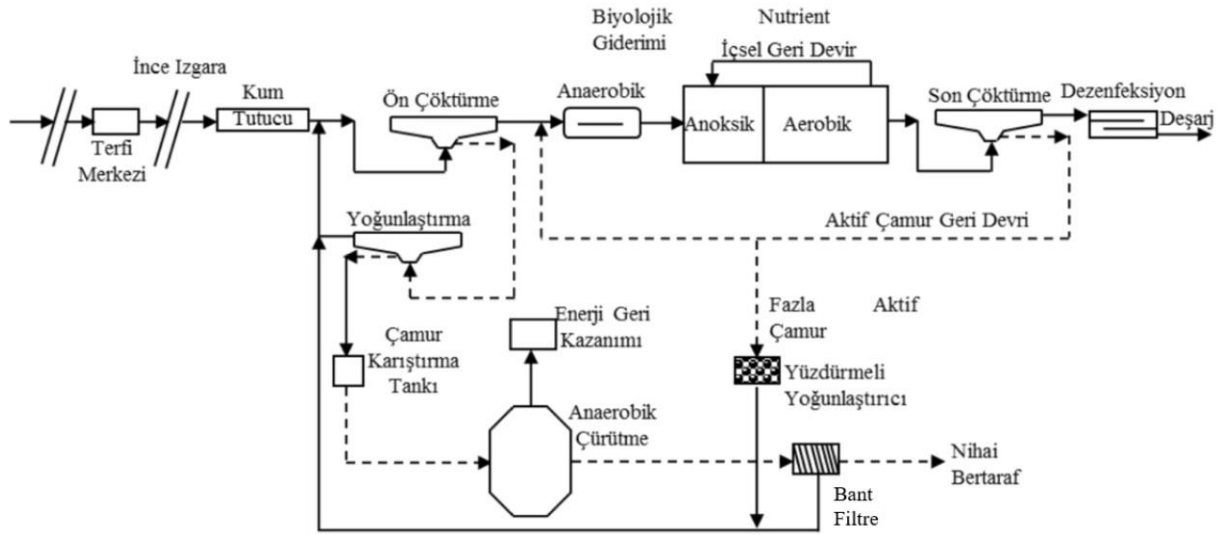 Biyolojik Nutrient
Giderimi
İçsel Geri Devir
İnce Izgara
Kum
Tutucu
Ön Çöktürme
Anaerobik
Anoksik
Aerobik
Son Çöktürme
Dezenfeksiyon
Deşarj
Terfi
Merkezi
Yoğunlaştırma
Aktif Çamur Geri Devri
Enerji Geri
Kazanımı
Fazla Aktif
Çamur
Çamur
Karıştırma
Tankı
Yüzdürmeli
Yoğunlaştırıcı
Anaerobik
Çürütme
Nihai
Bertaraf
Bant
Filtre